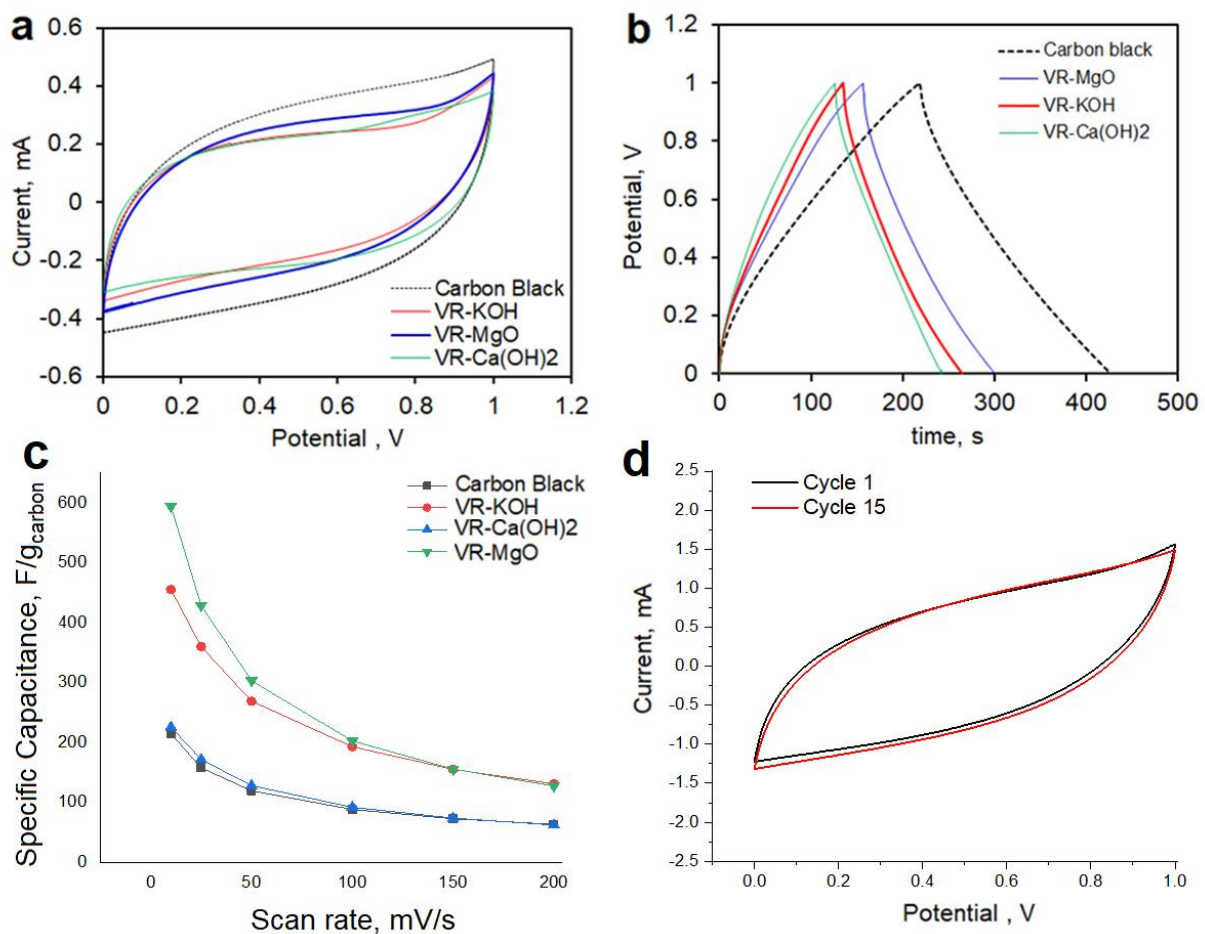 a
0.6
0.4
0.2
0
-0.2
-0.4
-0.6
Current, mA
Carbon Black
VR-KOH
VR-MgO
VR-Ca(OH)2
0 0.2 0.4 0.6 0.8 1 1.2
Potential , V
b
1.2
1
0.8
0.6
0.4
0.2
0
Potential, V
Carbon black
VR-MgO
VR-KOH
VR-Ca(OH)2
0 100 200 300 400 500
time, s
c
600
500
400
300
200
100
0
Specific Capacitance, F/gcarbon
Carbon Black
VR-KOH
VR-Ca(OH)2
VR-MgO
0 50 100 150 200
Scan rate, mV/s
d
2.5
2.0
1.5
1.0
0.5
0.0
-0.5
-1.0
-1.5
-2.0
-2.5
Current, mA
Cycle 1
Cycle 15
0.0 0.2 0.4 0.6 0.8 1.0
Potential , V